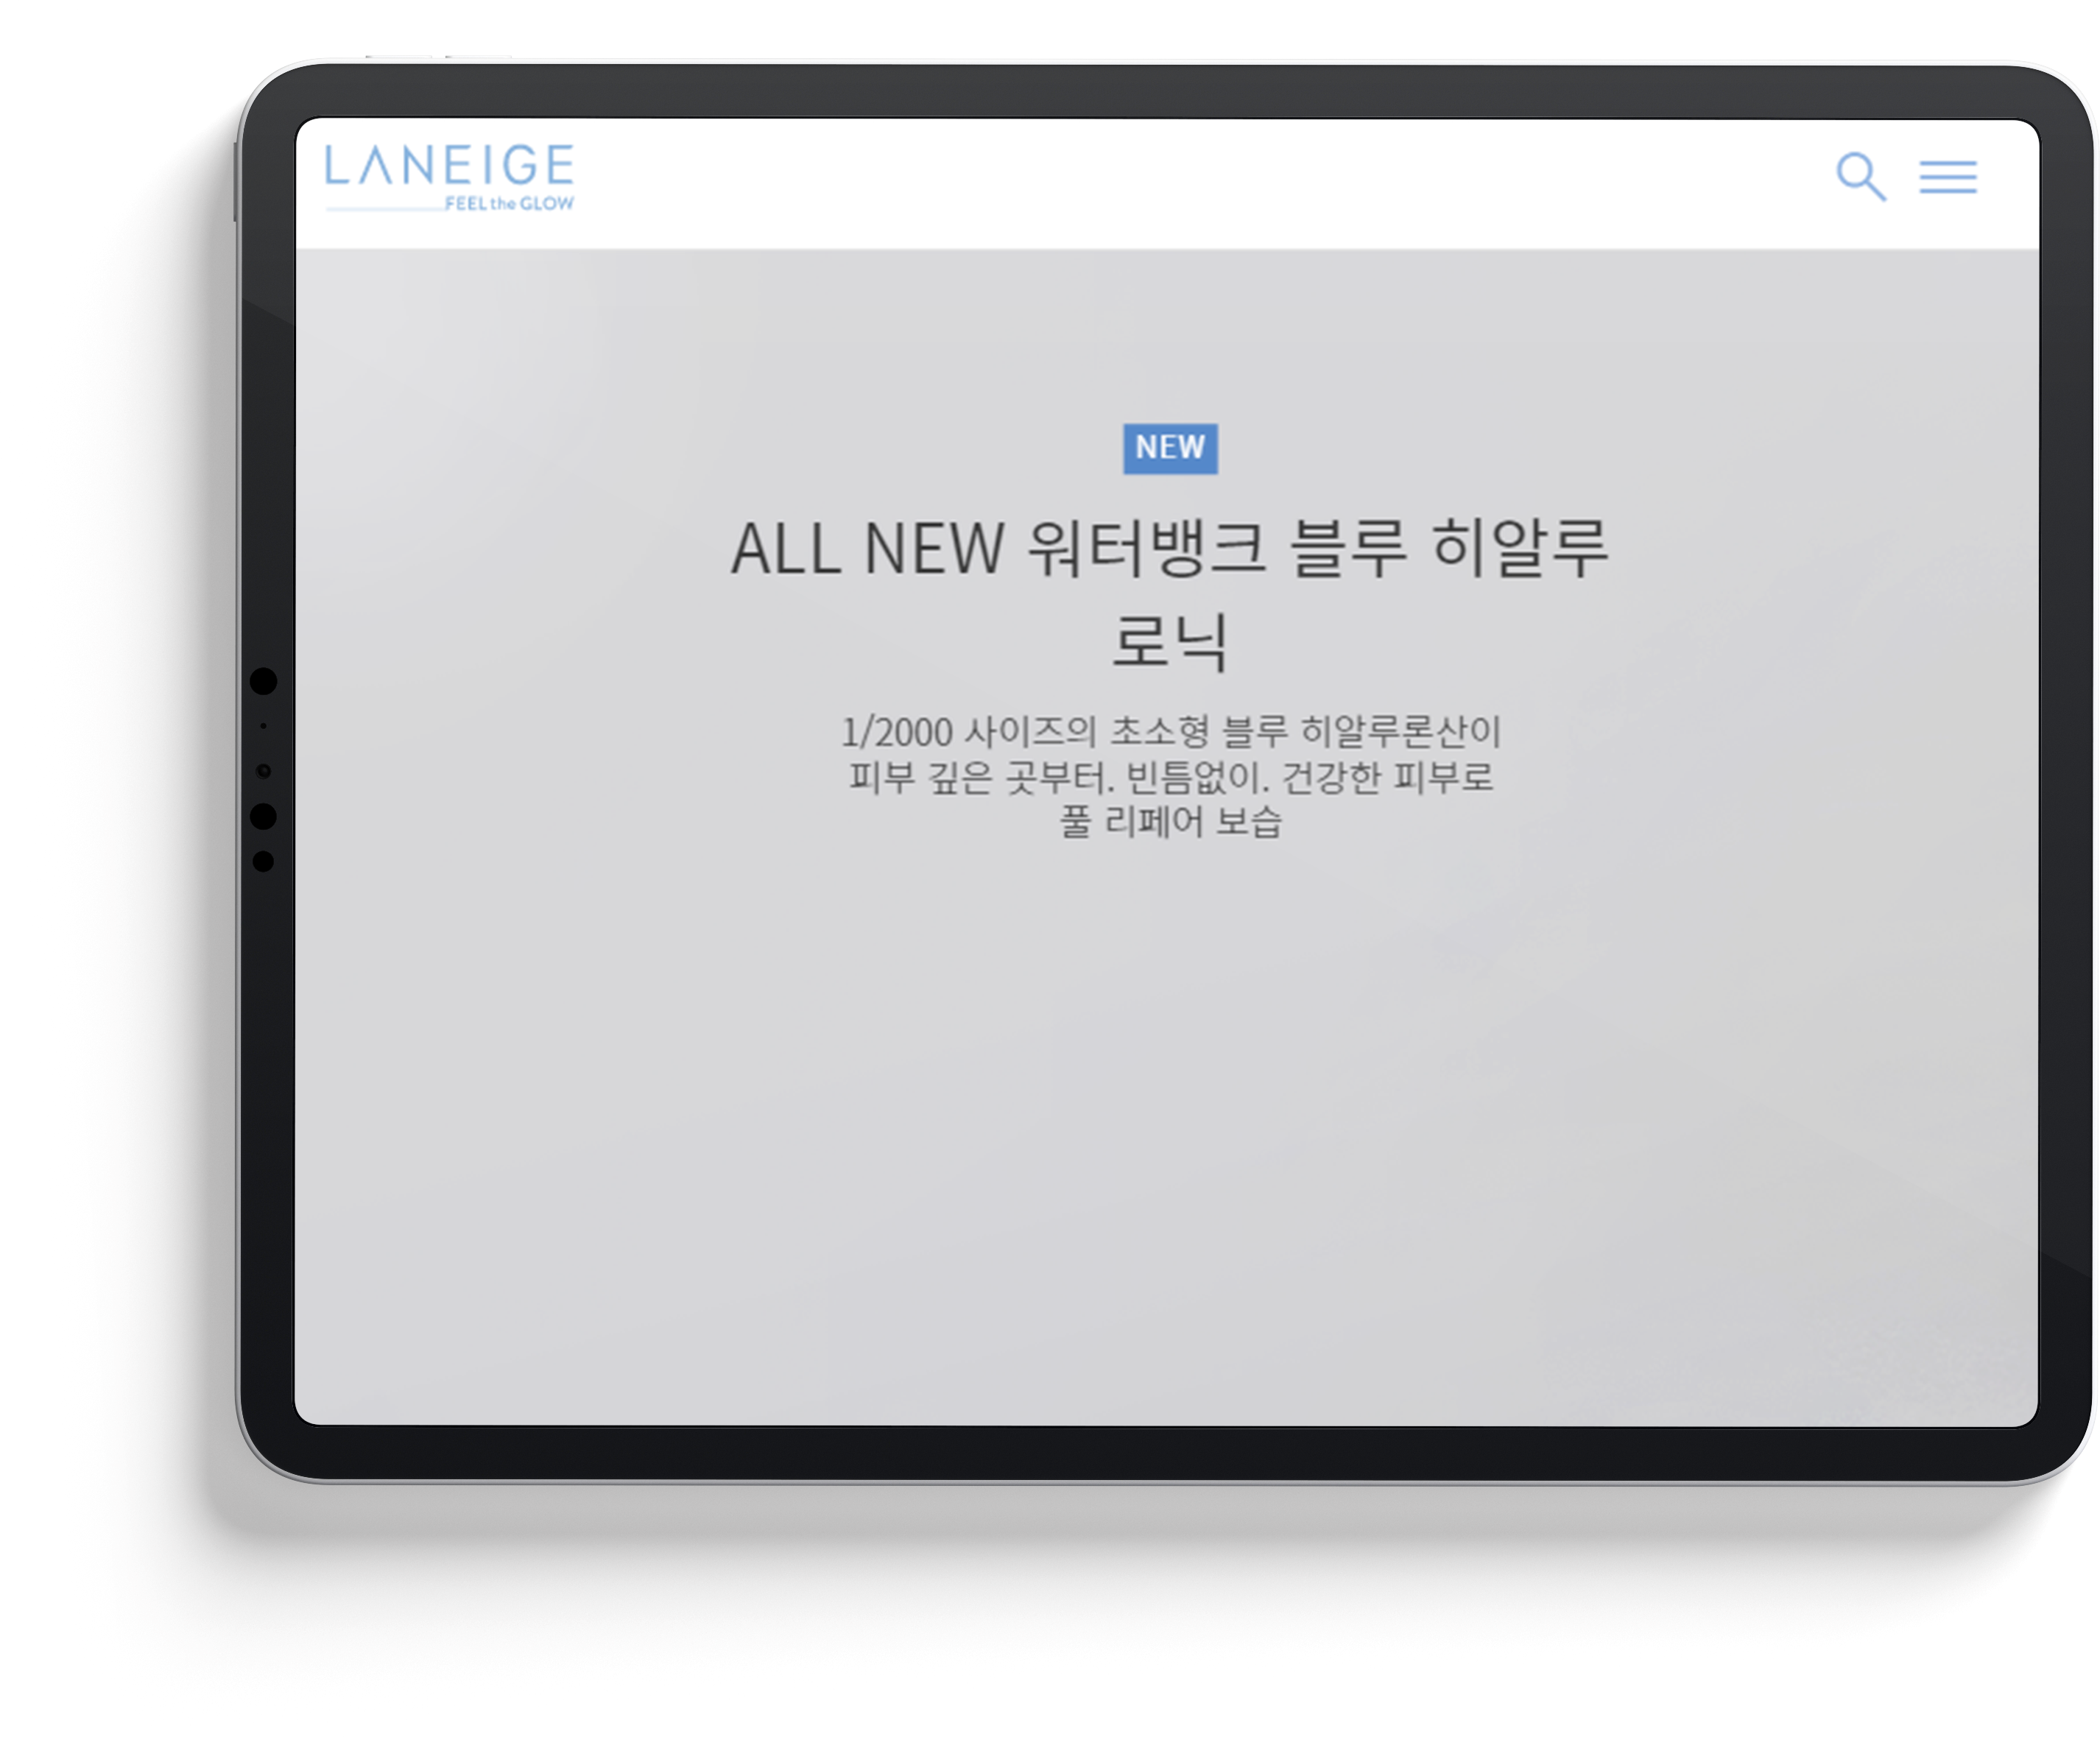 LANEIGE
FEEL the GLOW
NEW
ALL NEW 워터뱅크 블루 히알루
로닉
1/2000 사이즈의 초소형 블루 히알루론산이
피부 깊은 곳부터. 빈틈없이. 건강한 피부로
풀 리페어 보습